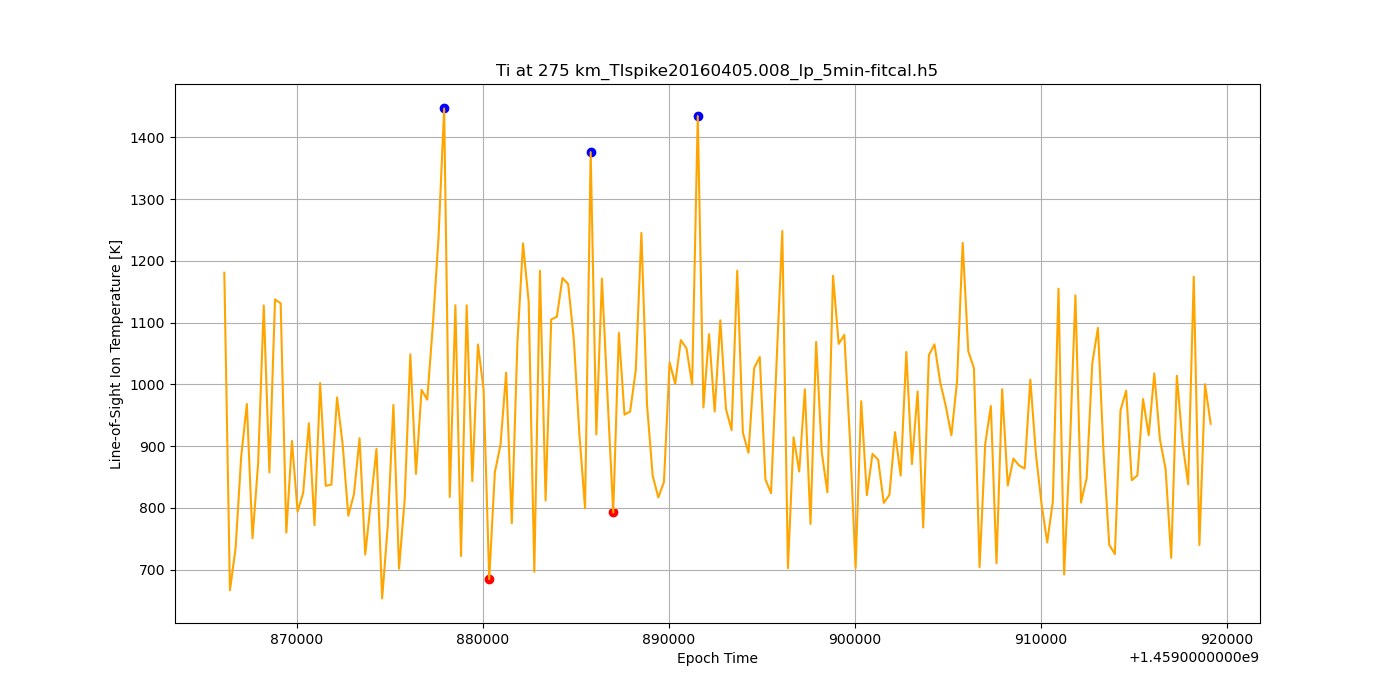 Ti at 275 km_TIspike20160405.008_lp_5min-fitcal.h5
Line-of-Sight Ion Temperature [K]
1400
1300
1200
1100
1000
900
800
700
870000 880000 890000 900000 910000 920000
Epoch Time
+1.4590000000e9